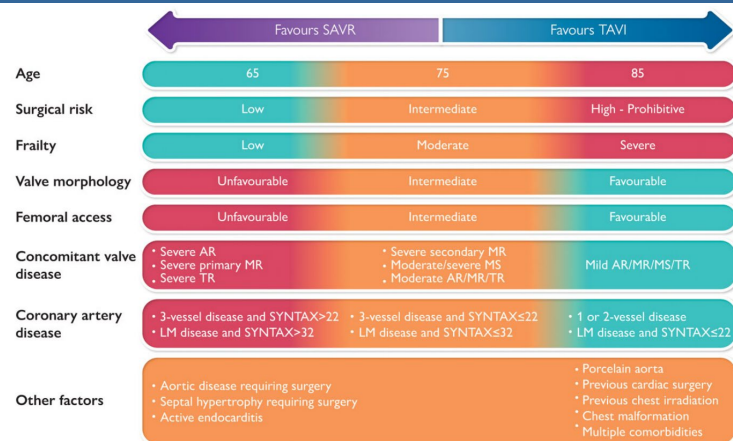 Favours SAVR Favours TAVI
Age 65 75 85
Surgical risk Low Intermediate High - Prohibitive
Frailty Low Moderate Severe
Valve morphology Unfavourable Intermediate Favourable
Femoral access Unfavourable Intermediate Favourable
Concomitant valve disease
• Severe AR
• Severe primary MR
• Severe TR
• Severe secondary MR
• Moderate/severe MS
• Moderate AR/MR/TR
Mild AR/MR/MS/TR
Coronary artery disease
• 3-vessel disease and SYNTAX>22
• LM disease and SYNTAX>32
• 3-vessel disease and SYNTAX≤22
• LM disease and SYNTAX≤32
• 1 or 2-vessel disease
• LM disease and SYNTAX≤22
Other factors
• Aortic disease requiring surgery
• Septal hypertrophy requiring surgery
• Active endocarditis
• Porcelain aorta
• Previous cardiac surgery
• Previous chest irradiation
• Chest malformation
• Multiple comorbidities